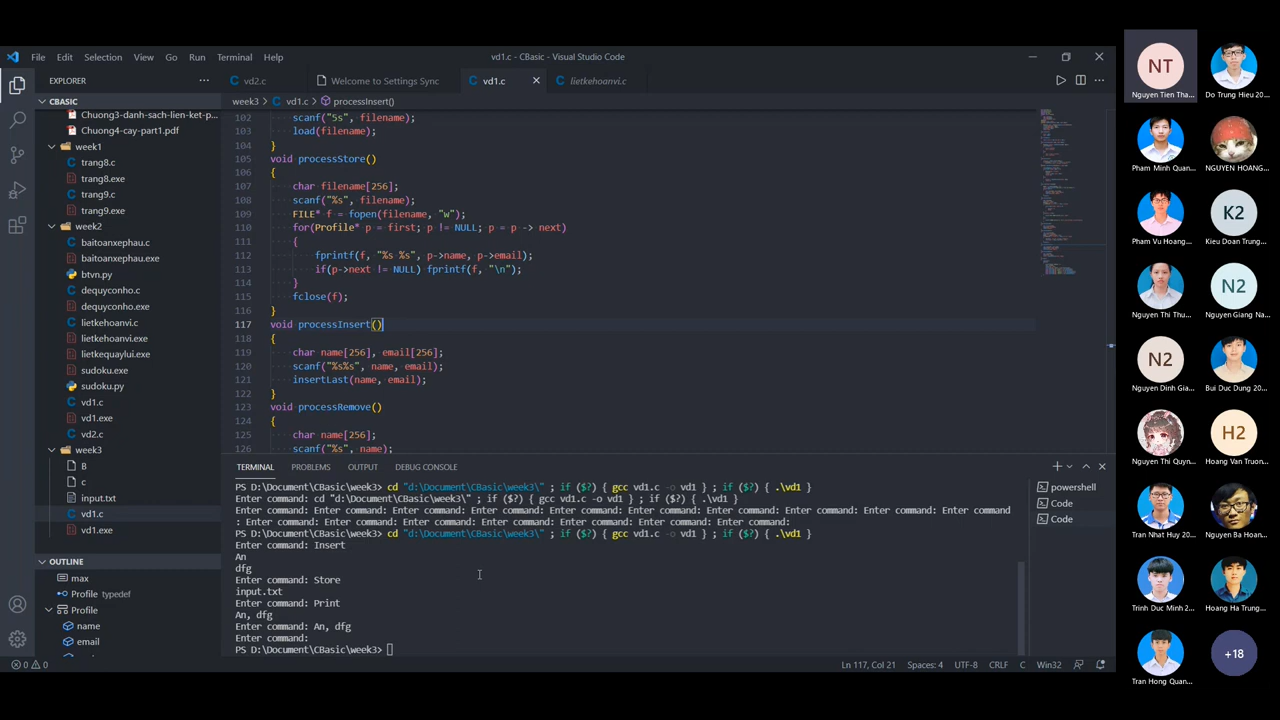 File Edit Selection View Go Run Terminal Help
vd1.c - CBasic - Visual Studio Code
EXPLORER
CBASIC
Chuong3-danh-sach-lien-ket-p...
Chuong4-cay-part1.pdf
week1
trang8.c
trang8.exe
trang9.c
trang9.exe
week2
baitoanxephau.c
baitoanxephau.exe
btvn.py
dequyconho.c
dequyconho.exe
lietkehoanvi.c
lietkehoanvi.exe
lietkequaylui.exe
sudoku.exe
sudoku.py
vd1.c
vd1.exe
vd2.c
week3
B
c
input.txt
vd1.c
vd1.exe
OUTLINE
max
Profile typedef
Profile
name
email
vd2.c
Welcome to Settings Sync
vd1.c
lietkehoanvi.c
week3 > vd1.c > processInsert()
102 scanf("5s", filename);
103 load(filename);
104 }
105 void processStore()
106 {
107 char filename[256];
108 scanf("%s", filename);
109 FILE* f = fopen(filename, "w");
110 for(Profile* p = first; p != NULL; p = p -> next)
111 {
112 fprintf(f, "%s %s", p->name, p->email);
113 if(p->next != NULL) fprintf(f, "\n");
114 }
115 fclose(f);
116 }
117 void processInsert()
118 {
119 char name[256], email[256];
120 scanf("%s%s", name, email);
121 insertLast(name, email);
122 }
123 void processRemove()
124 {
125 char name[256];
126 scanf("%s", name);
TERMINAL PROBLEMS OUTPUT DEBUG CONSOLE
PS D:\Document\CBasic\week3> cd "d:\Document\CBasic\week3\" ; if ($?) { gcc vd1.c -o vd1 } ; if ($?) { .\vd1 }
Enter command: cd "d:\Document\CBasic\week3\" ; if ($?) { gcc vd1.c -o vd1 } ; if ($?) { .\vd1 }
Enter command: Enter command: Enter command: Enter command: Enter command: Enter command: Enter command: Enter command: Enter command
: Enter command: Enter command: Enter command: Enter command: Enter command: Enter command: Enter command:
PS D:\Document\CBasic\week3> cd "d:\Document\CBasic\week3\" ; if ($?) { gcc vd1.c -o vd1 } ; if ($?) { .\vd1 }
Enter command: Insert
An
dfg
Enter command: Store
input.txt
Enter command: Print
An, dfg
Enter command: An, dfg
Enter command:
PS D:\Document\CBasic\week3>
powershell
Code
Code
0 0
Ln 117, Col 21
Spaces: 4
UTF-8
CRLF
C
Win32
NT
Nguyen Tien Tha...
Do Trung Hieu 20...
Pham Minh Quan...
NGUYEN HOANG...
Pham Vu Hoang...
K2
Kieu Doan Trung...
Nguyen Thi Thu...
N2
Nguyen Giang Na...
N2
Nguyen Dinh Gia...
Bui Duc Dung 20...
Nguyen Thi Quyn...
H2
Hoang Van Truon...
Tran Nhat Huy 20...
Nguyen Ba Hoan...
Trinh Duc Minh 2...
Hoang Ha Trung...
Tran Hong Quan...
+18